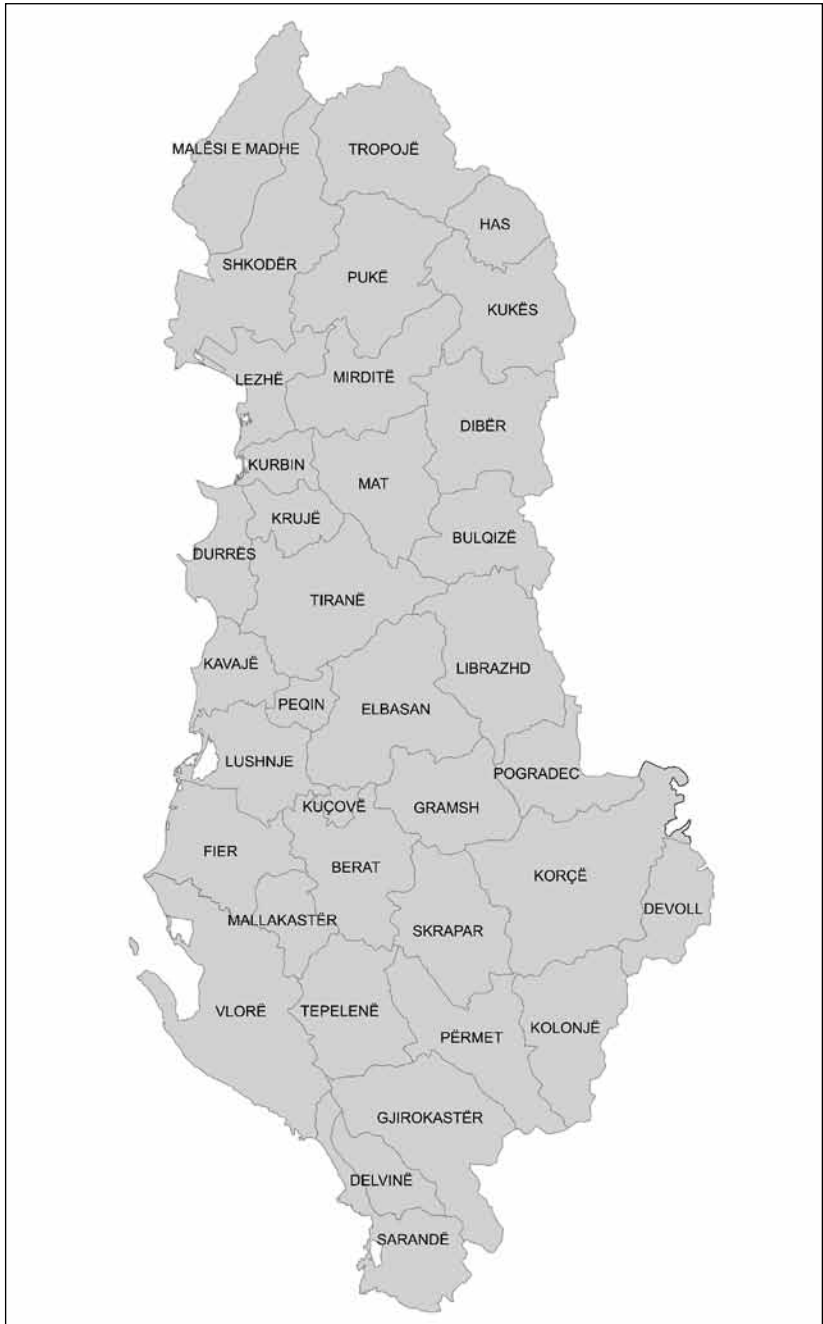 MALËSI E MADHE
TROPOJË
HAS
SHKODËR
PUKË
KUKËS
LEZHË
MIRDITË
DIBËR
KURBIN
MAT
KRUJË
BULQIZË
DURRËS
TIRANË
KAVAJË
LIBRAZHD
PEQIN
ELBASAN
LUSHNJE
POGRADEC
KUÇOVË
GRAMSH
FIER
BERAT
KORÇË
DEVOLL
MALLAKASTËR
SKRAPAR
VLORË
TEPELENË
KOLONJË
PËRMET
GJIROKASTËR
DELVINË
SARANDË